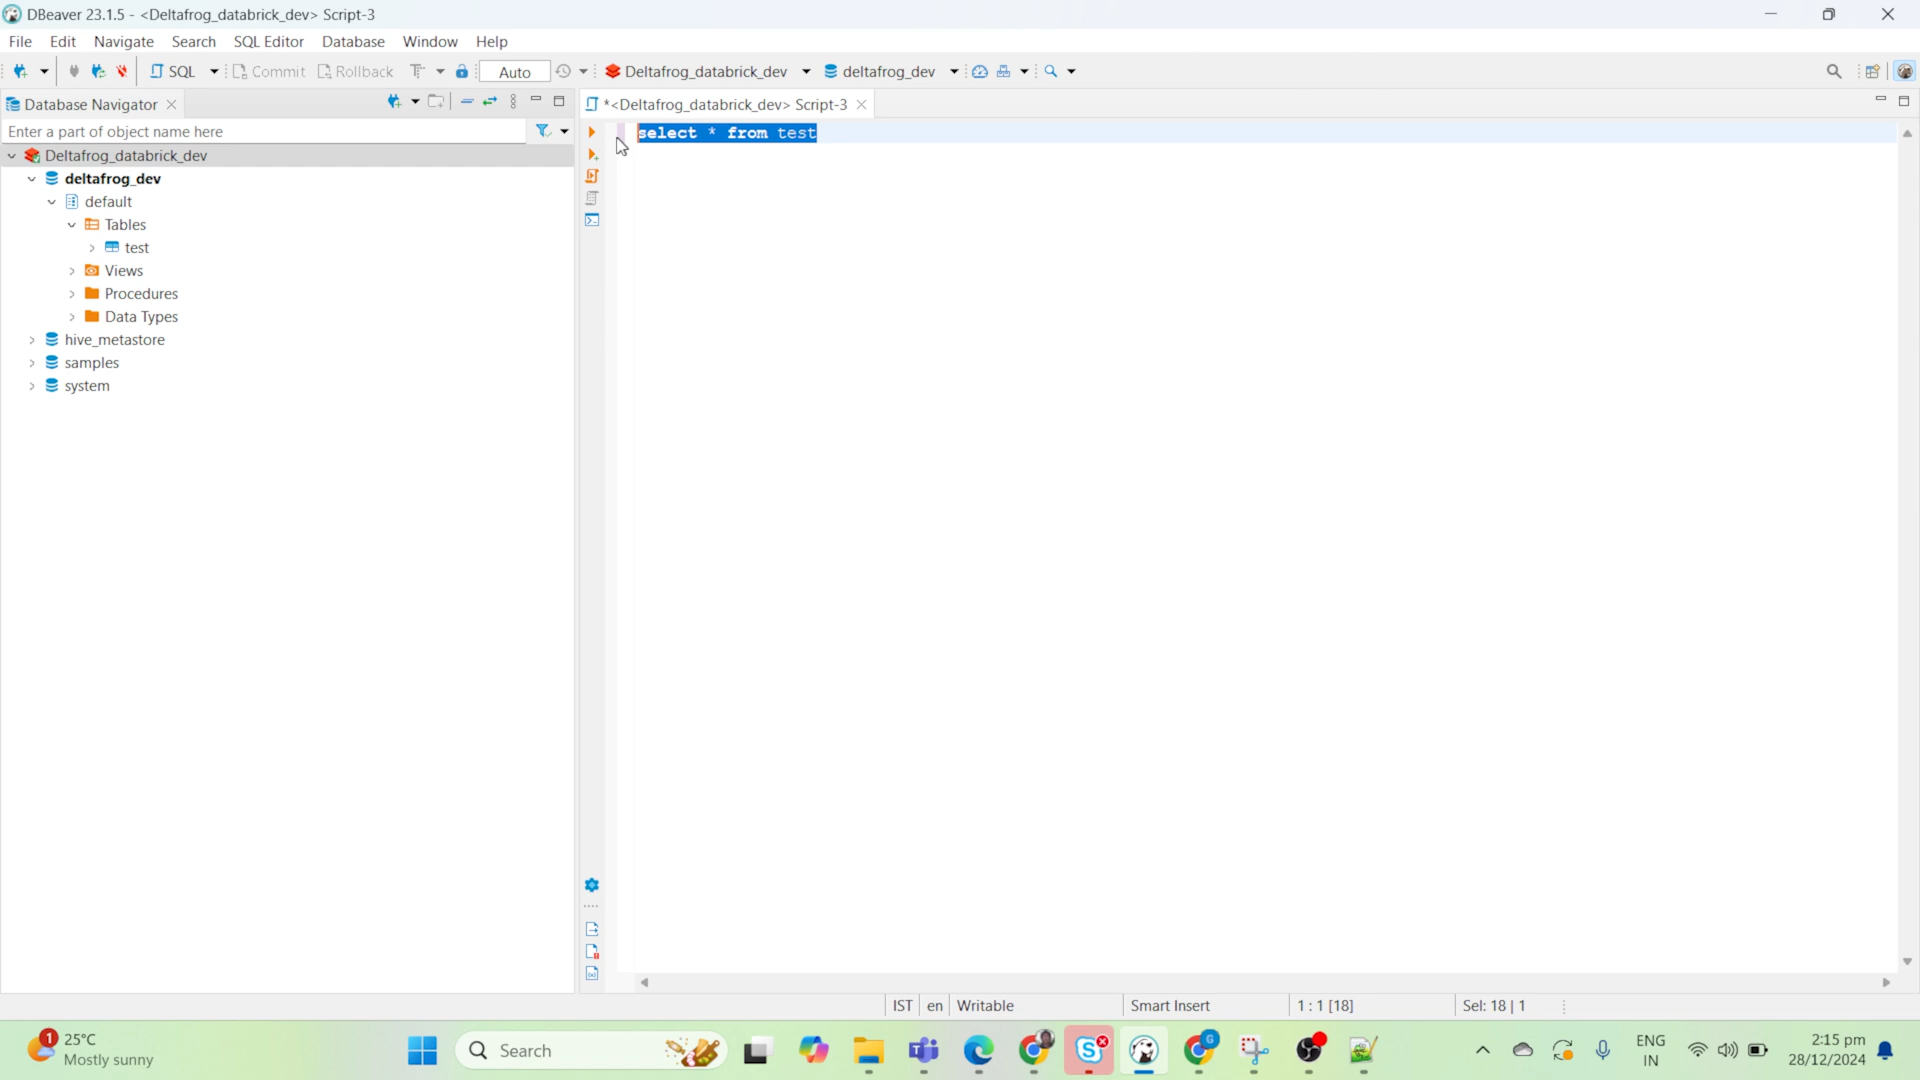 DBeaver 23.1.5 - <Deltafrog_databrick_dev> Script-3
File Edit Navigate Search SQL Editor Database Window Help
SQL Commit Rollback Auto Deltafrog_databrick_dev deltafrog_dev
Database Navigator
*<Deltafrog_databrick_dev> Script-3
Enter a part of object name here
select * from test
Deltafrog_databrick_dev
deltafrog_dev
default
Tables
test
Views
Procedures
Data Types
hive_metastore
samples
system
IST en Writable Smart Insert 1 : 1 [18] Sel: 18 | 1
1
25°C
Mostly sunny
Search
G
ENG
IN
2:15 pm
28/12/2024